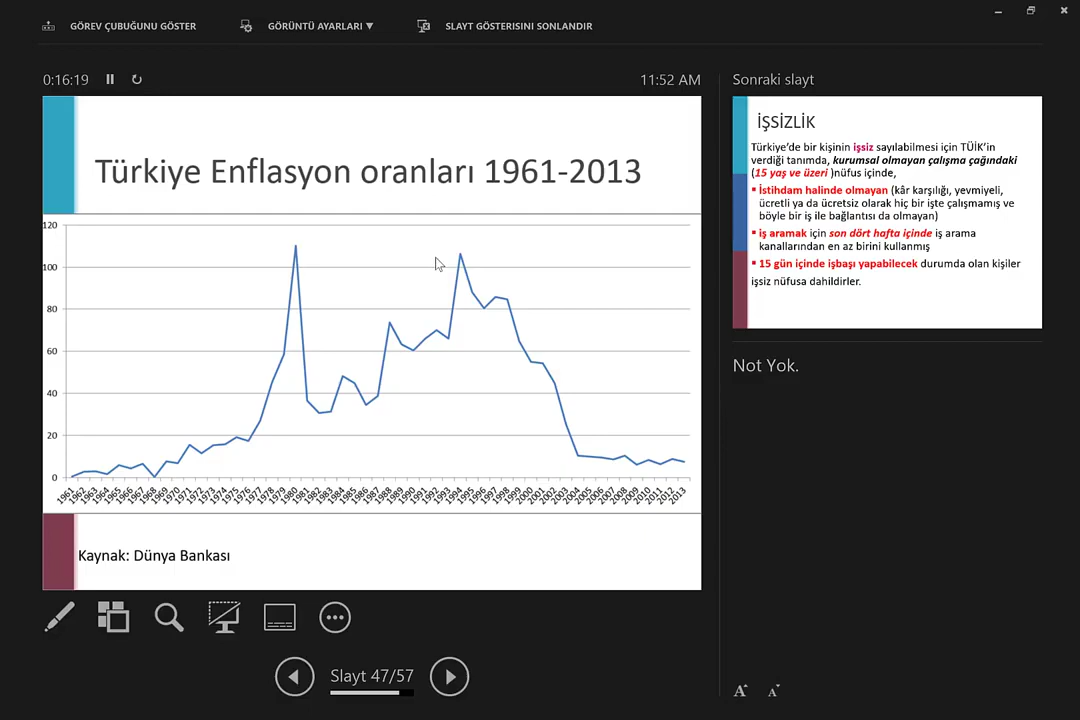 GÖREV ÇUBUĞUNU GÖSTER
GÖRÜNTÜ AYARLARI ▼
SLAYT GÖSTERISINI SONLANDIR
0:16:19
11:52 AM
Türkiye Enflasyon oranları 1961-2013
120
100
80
60
40
20
0
1961 1962 1963 1964 1965 1966 1967 1968 1969 1970 1971 1972 1973 1974 1975 1976 1977 1978 1979 1980 1981 1982 1983 1984 1985 1986 1987 1988 1989 1990 1991 1992 1993 1994 1995 1996 1997 1998 1999 2000 2001 2002 2003 2004 2005 2006 2007 2008 2009 2010 2011 2012 2013
Kaynak: Dünya Bankası
Slayt 47/57
Sonraki slayt
İŞSİZLİK
Türkiye’de bir kişinin işsiz sayılabilmesi için TÜİK’in
verdiği tanımda, kurumsal olmayan çalışma çağındaki
(15 yaş ve üzeri )nüfus içinde,
▪ İstihdam halinde olmayan (kâr karşılığı, yevmiyeli,
ücretli ya da ücretsiz olarak hiç bir işte çalışmamış ve
böyle bir iş ile bağlantısı da olmayan)
▪ iş aramak için son dört hafta içinde iş arama
kanallarından en az birini kullanmış
▪ 15 gün içinde işbaşı yapabilecek durumda olan kişiler
işsiz nüfusa dahildirler.
Not Yok.
A A